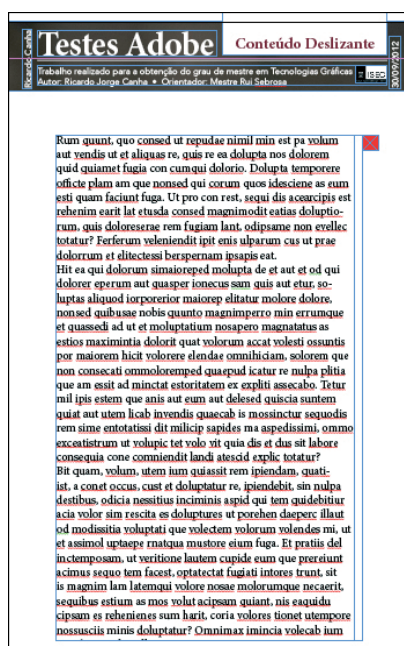 Ricardo Canha
Testes Adobe
Conteúdo Deslizante
30/09/2012
Trabalho realizado para a obtenção do grau de mestre em Tecnologias Gráficas
Autor: Ricardo Jorge Canha • Orientador: Mestre Rui Sebrosa
ISEC
Rum quunt, quo consed ut repudae nimil min est pa volum
aut vendis ut et aliquas re, quis re ea dolupta nos dolorem
quid quiamet fugia con cumqui dolorio. Dolupta temporere
officte plam am que nonsed qui corum quos idesciene as eum
esti quam faciunt fuga. Ut pro con rest, sequi dis acearcipis est
rehenim earit lat etusda consed magnimodit eatias doluptio-
rum, quis doloreserae rem fugiam lant, odipsame non evellec
totatur? Ferferum veleniendit ipit enis ulparum cus ut prae
dolorrum et elitectessi berspernam ipsapis eat.
Hit ea qui dolorum simaioreped molupta de et aut et od qui
dolorer eperum aut quasper ionecus sam quis aut etur, so-
luptas aliquod iorporerior maiorep elitatur molore dolore,
nonsed quibusae nobis quunto magnimperro min errumque
et quassedi ad ut et moluptatium nosapero magnatatus as
estios maximintia dolorit quat volorum accat volesti ossuntis
por maiorem hicit volorere elendae omnihiciam, solorem que
non consecati ommoloremped quaepud icatur re nulpa plitia
que am essit ad minctat estoritatem ex expliti assecabo. Tetur
mil ipis estem que anis aut eum aut delesed quiscia suntem
quiat aut utem licab invendis quaecab is mossinctur sequodis
rem sime entotatissi dit milicip sapides ma aspedissimi, ommo
exceatistrum ut volupic tet volo vit quia dis et dus sit labore
consequia cone comniendit landi atescid explic totatur?
Bit quam, volum, utem ium quiassit rem ipiendam, quati-
ist, a conet occus, cust et doluptatur re, ipiendebit, sin nulpa
destibus, odicia nessitius inciminis aspid qui tem quidebitiur
acia volor sim rescita es doluptures ut porehen daeperc illaut
od modissitia voluptati que volectem volorum volendes mi, ut
et assimol uptaepe rnatqua mustore eium fuga. Et pratiis del
inctemposam, ut veritione lautem cupide eum que prereiunt
acimus sequo tem facest, optatectat fugiati intores trunt, sit
is magnim lam latemqui volore nosae molorumque necaerit,
sequibus estium as mos volut acipsam quiant, nis eaquidu
cipsam es rehenienes sum harit, coria volores tionet utempore
nossusciis minis doluptatur? Omnimax imincia volecab ium